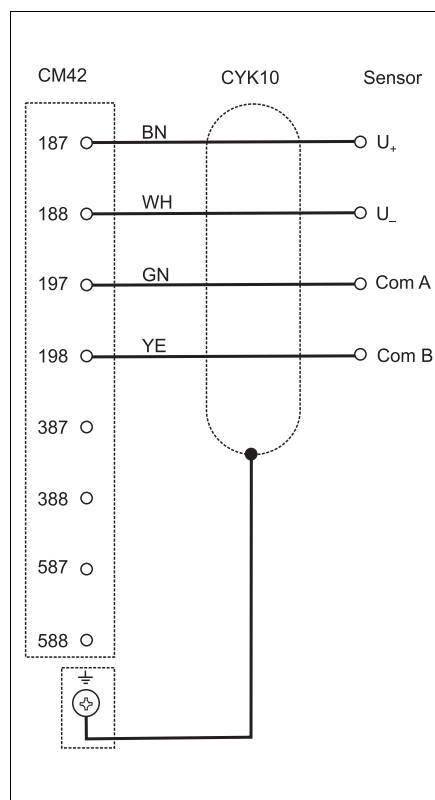 CM42 CYK10 Sensor
187 BN U+
188 WH U_
197 GN Com A
198 YE Com B
387
388
587
588